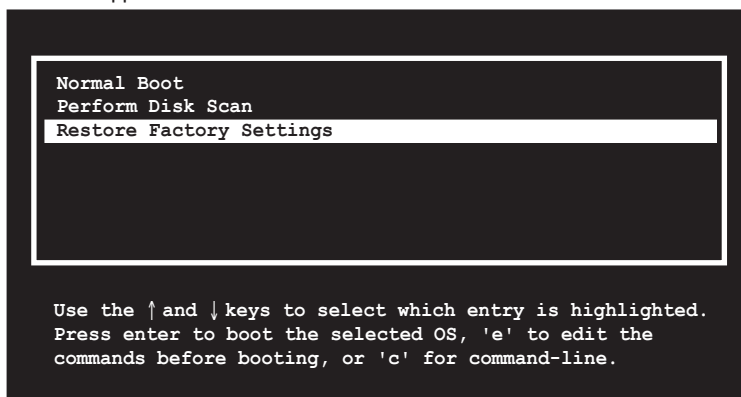 Normal Boot
Perform Disk Scan
Restore Factory Settings
Use the ↑ and ↓ keys to select which entry is highlighted.
Press enter to boot the selected OS, 'e' to edit the
commands before booting, or 'c' for command-line.